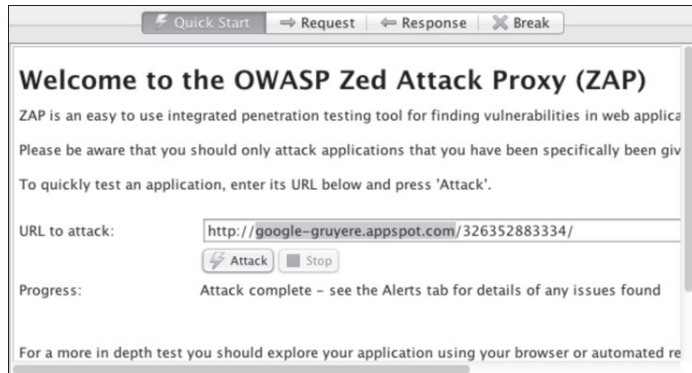 Quick Start Request Response Break
Welcome to the OWASP Zed Attack Proxy (ZAP)
ZAP is an easy to use integrated penetration testing tool for finding vulnerabilities in web applica
Please be aware that you should only attack applications that you have been specifically been giv
To quickly test an application, enter its URL below and press 'Attack'.
URL to attack: http://google-gruyere.appspot.com/326352883334/
Attack Stop
Progress: Attack complete – see the Alerts tab for details of any issues found
For a more in depth test you should explore your application using your browser or automated re